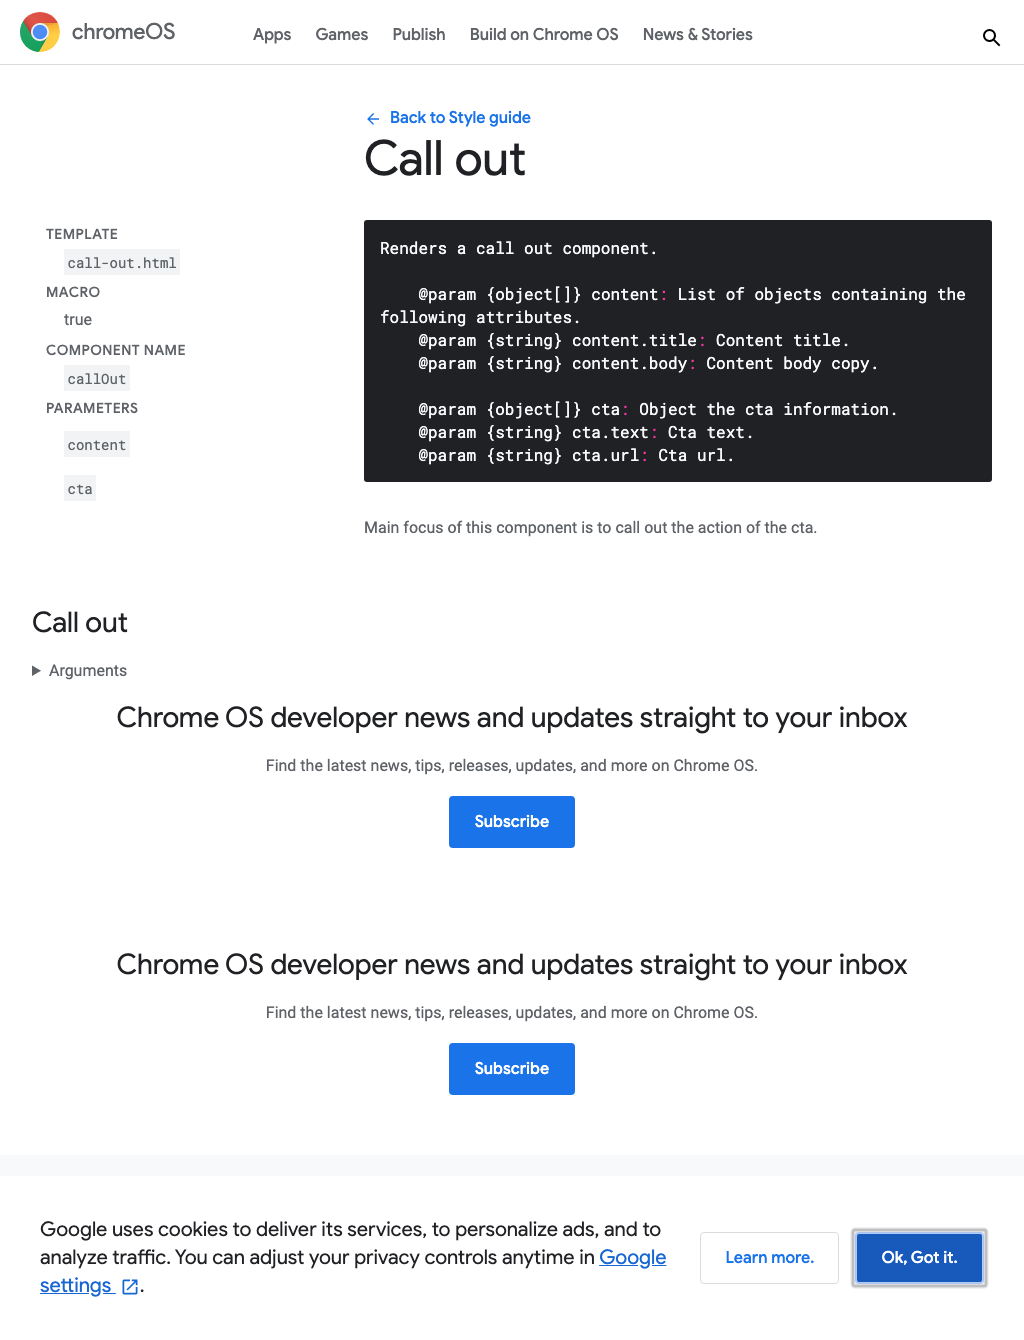 chromeOS
Apps Games Publish Build on Chrome OS News & Stories
Back to Style guide
Call out
TEMPLATE
call-out.html
MACRO
true
COMPONENT NAME
callOut
PARAMETERS
content
cta
Renders a call out component.
@param {object[]} content: List of objects containing the
following attributes.
@param {string} content.title: Content title.
@param {string} content.body: Content body copy.
@param {object[]} cta: Object the cta information.
@param {string} cta.text: Cta text.
@param {string} cta.url: Cta url.
Main focus of this component is to call out the action of the cta.
Call out
Arguments
Chrome OS developer news and updates straight to your inbox
Find the latest news, tips, releases, updates, and more on Chrome OS.
Subscribe
Chrome OS developer news and updates straight to your inbox
Find the latest news, tips, releases, updates, and more on Chrome OS.
Subscribe
Google uses cookies to deliver its services, to personalize ads, and to
analyze traffic. You can adjust your privacy controls anytime in Google
settings .
Learn more.
Ok, Got it.